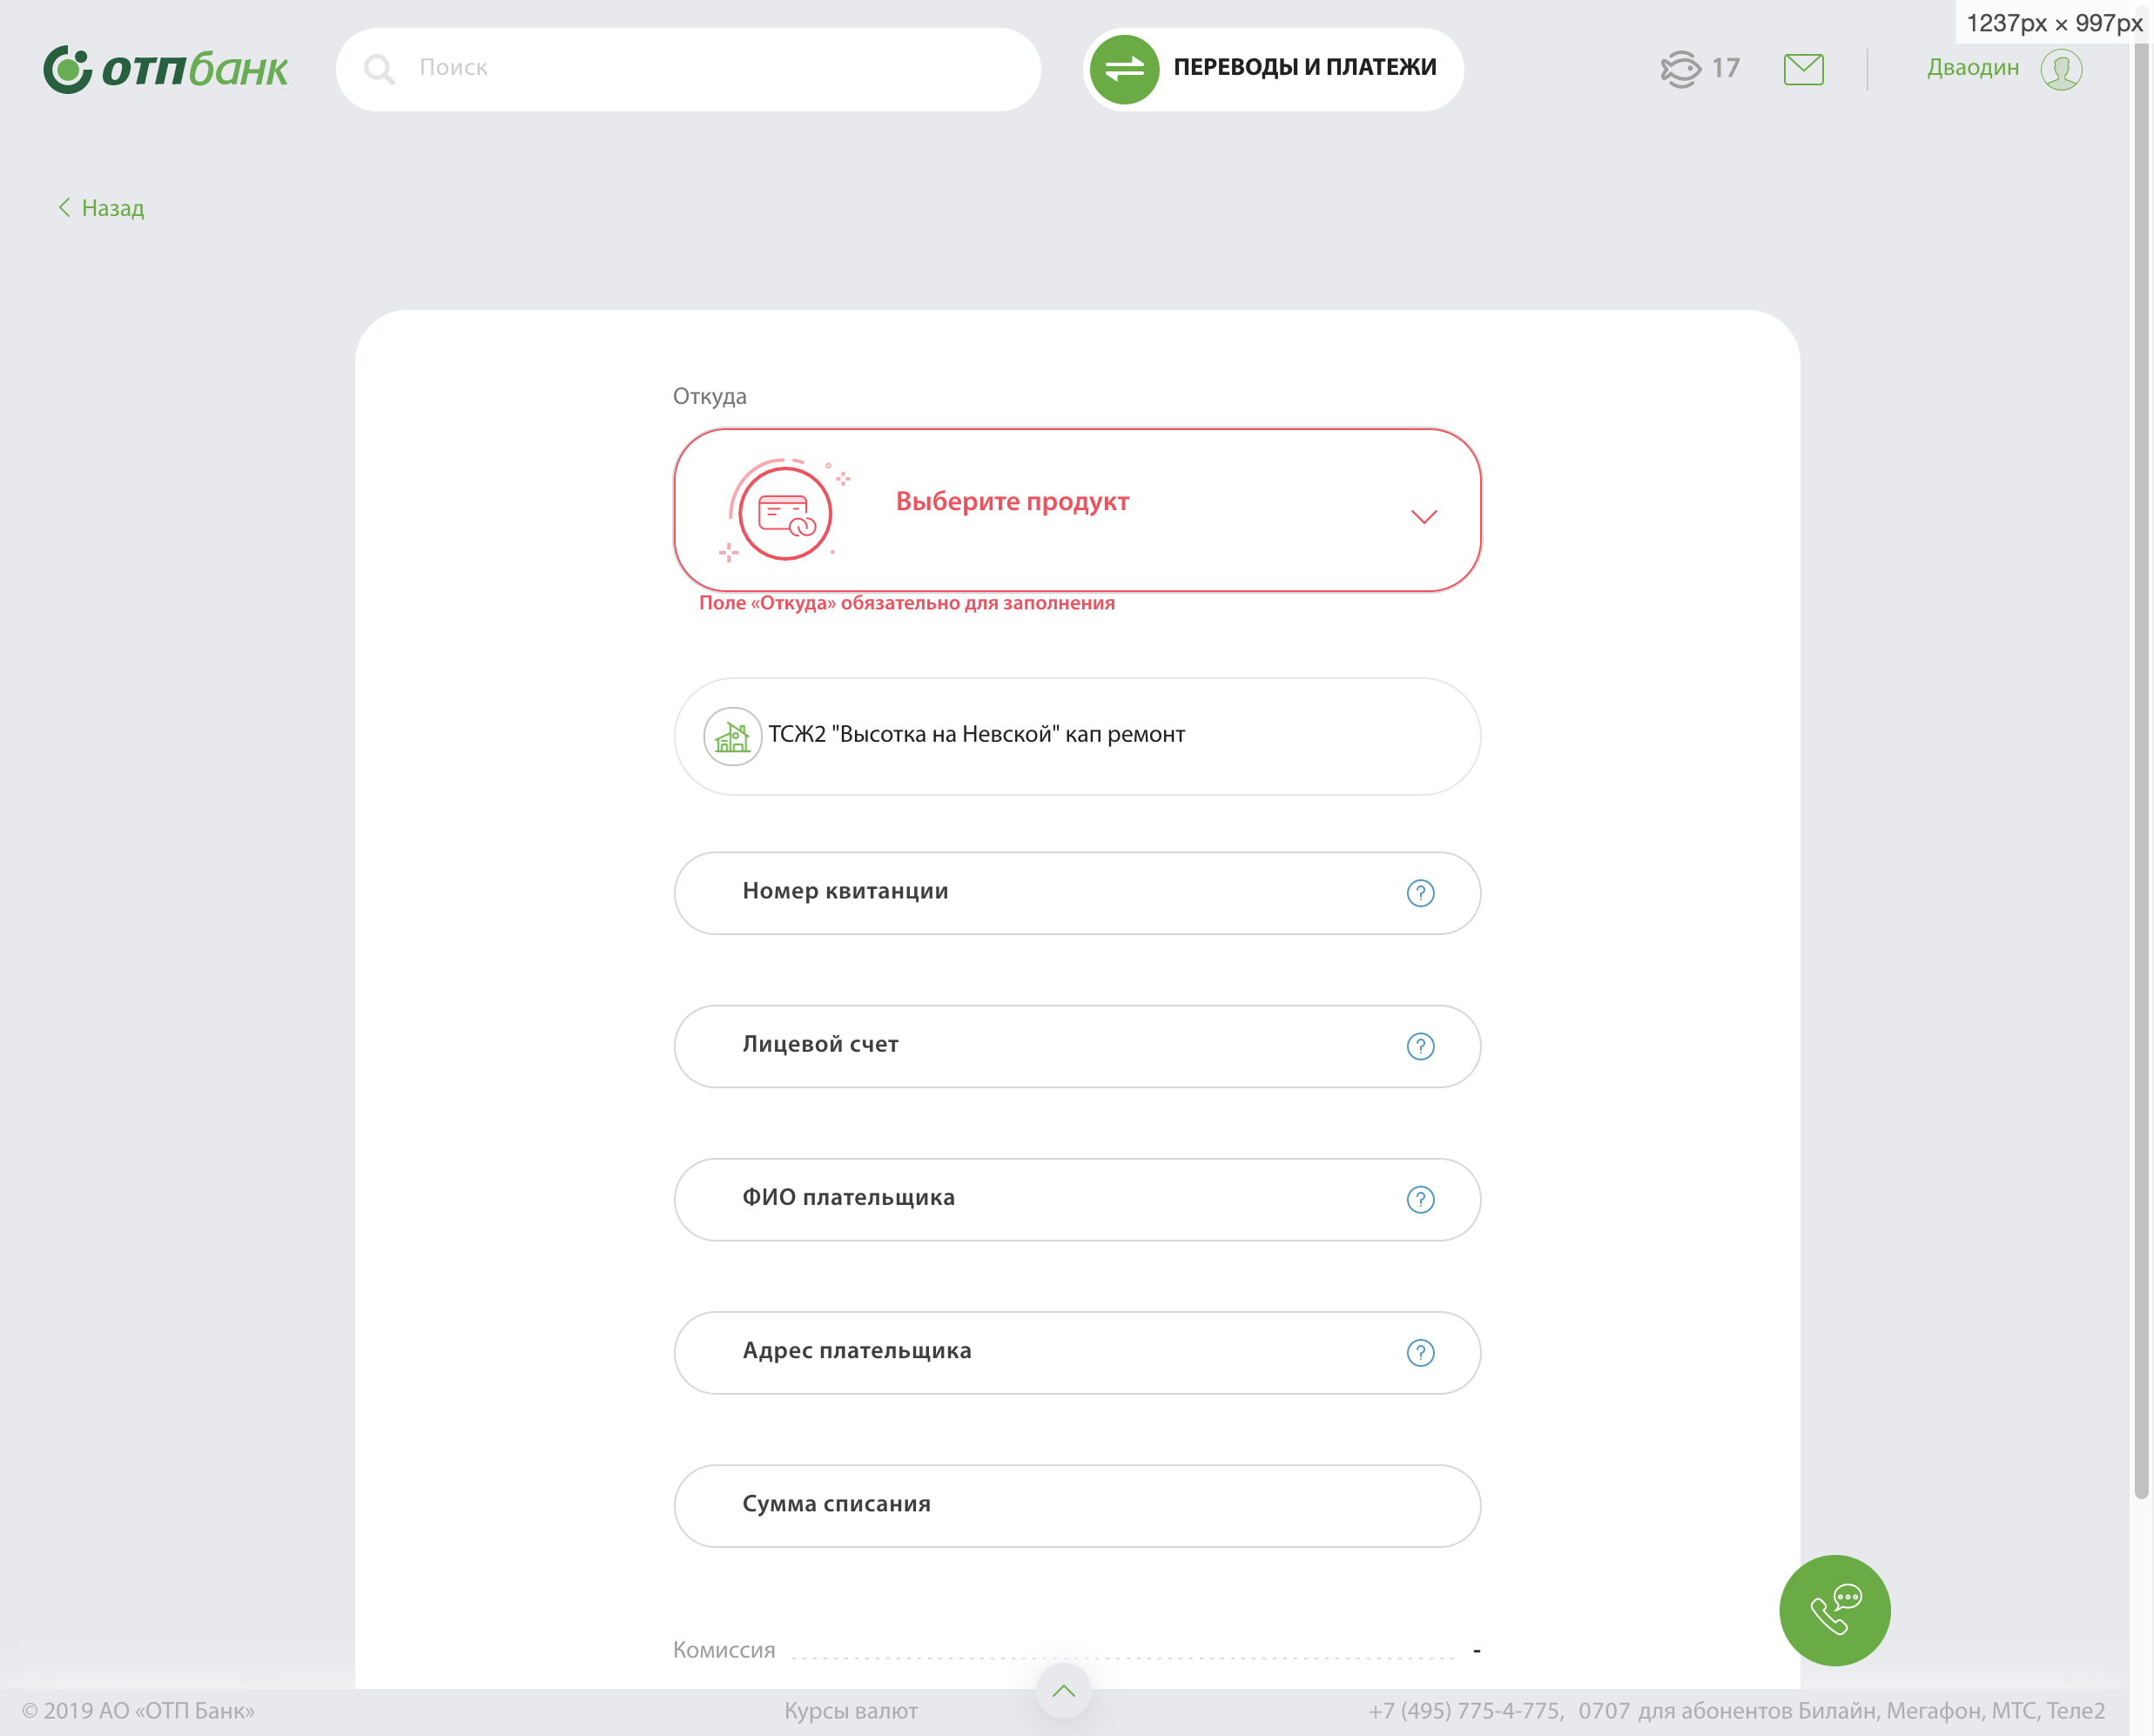 1237px × 997px
ОТПбанк
Поиск
ПЕРЕВОДЫ И ПЛАТЕЖИ
17
Дваодин
Назад
Откуда
Выберите продукт
Поле «Откуда» обязательно для заполнения
ТСЖ2 "Высотка на Невской" кап ремонт
Номер квитанции
?
Лицевой счет
?
ФИО плательщика
?
Адрес плательщика
?
Сумма списания
Комиссия -
© 2019 АО «ОТП Банк»
Курсы валют
+7 (495) 775-4-775, 0707 для абонентов Билайн, Мегафон, МТС, Теле2